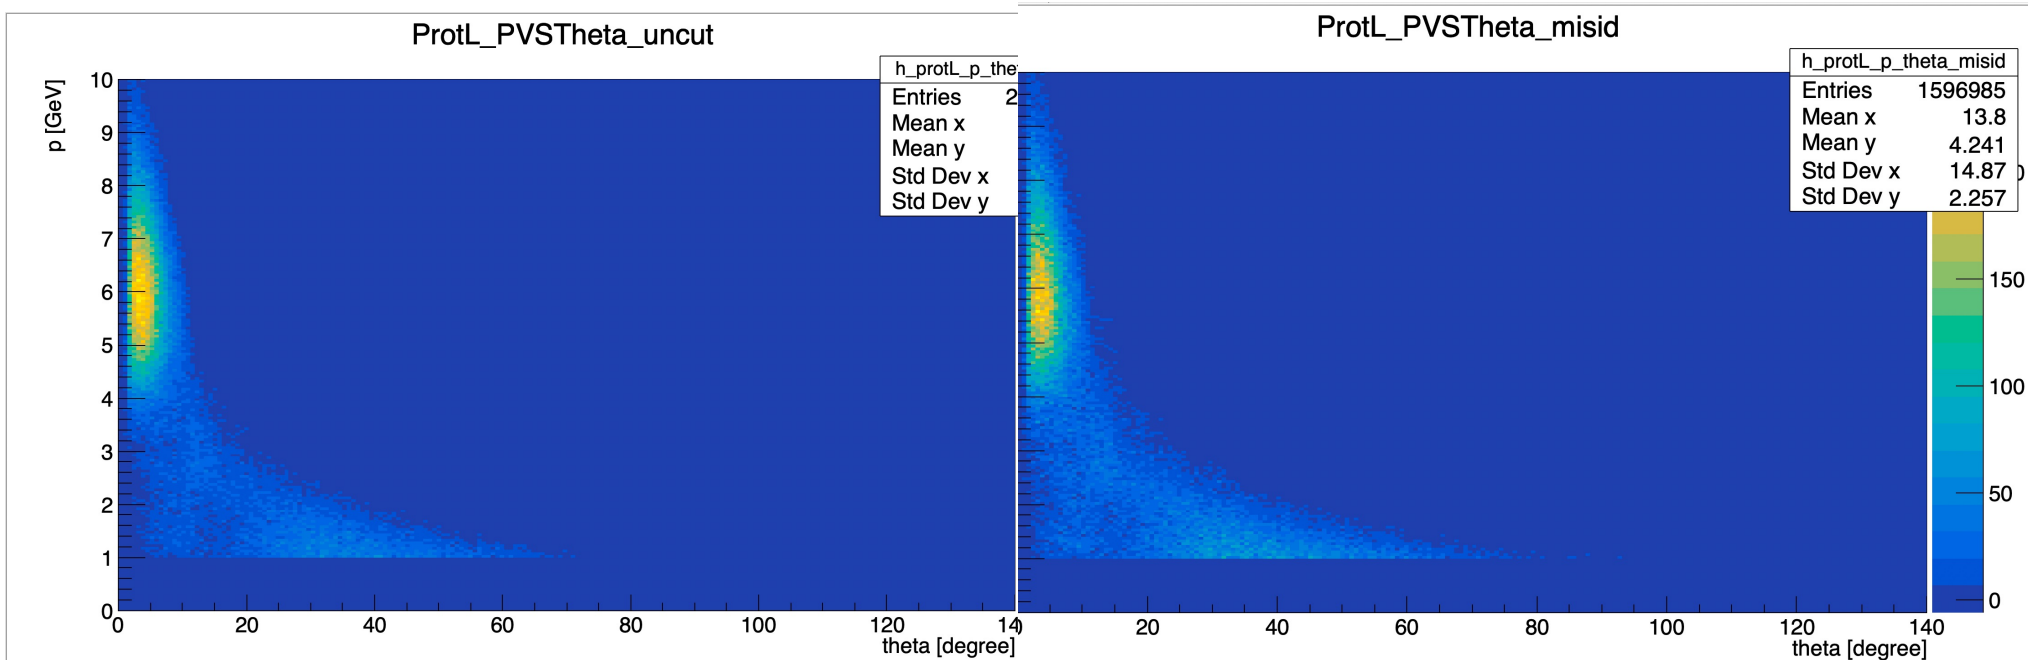 ProtL_PVSTheta_uncut
p [GeV]
10
9
8
7
6
5
4
3
2
1
0
0 20 40 60 80 100 120 14
theta [degree]
h_protL_p_the
Entries 2
Mean x
Mean y
Std Dev x
Std Dev y
ProtL_PVSTheta_misid
h_protL_p_theta_misid
Entries 1596985
Mean x 13.8
Mean y 4.241
Std Dev x 14.87
Std Dev y 2.257
150
100
50
0
20 40 60 80 100 120 140
theta [degree]